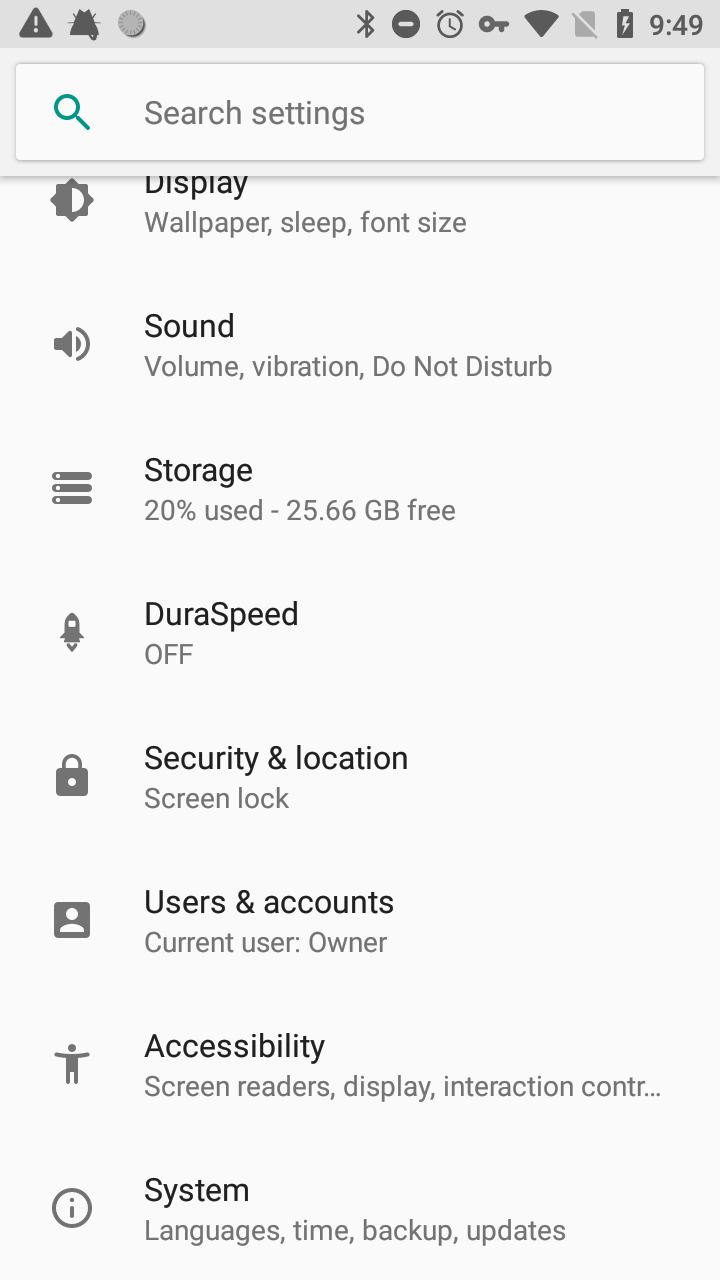 9:49
Search settings
Display
Wallpaper, sleep, font size
Sound
Volume, vibration, Do Not Disturb
Storage
20% used - 25.66 GB free
DuraSpeed
OFF
Security & location
Screen lock
Users & accounts
Current user: Owner
Accessibility
Screen readers, display, interaction contr…
System
Languages, time, backup, updates